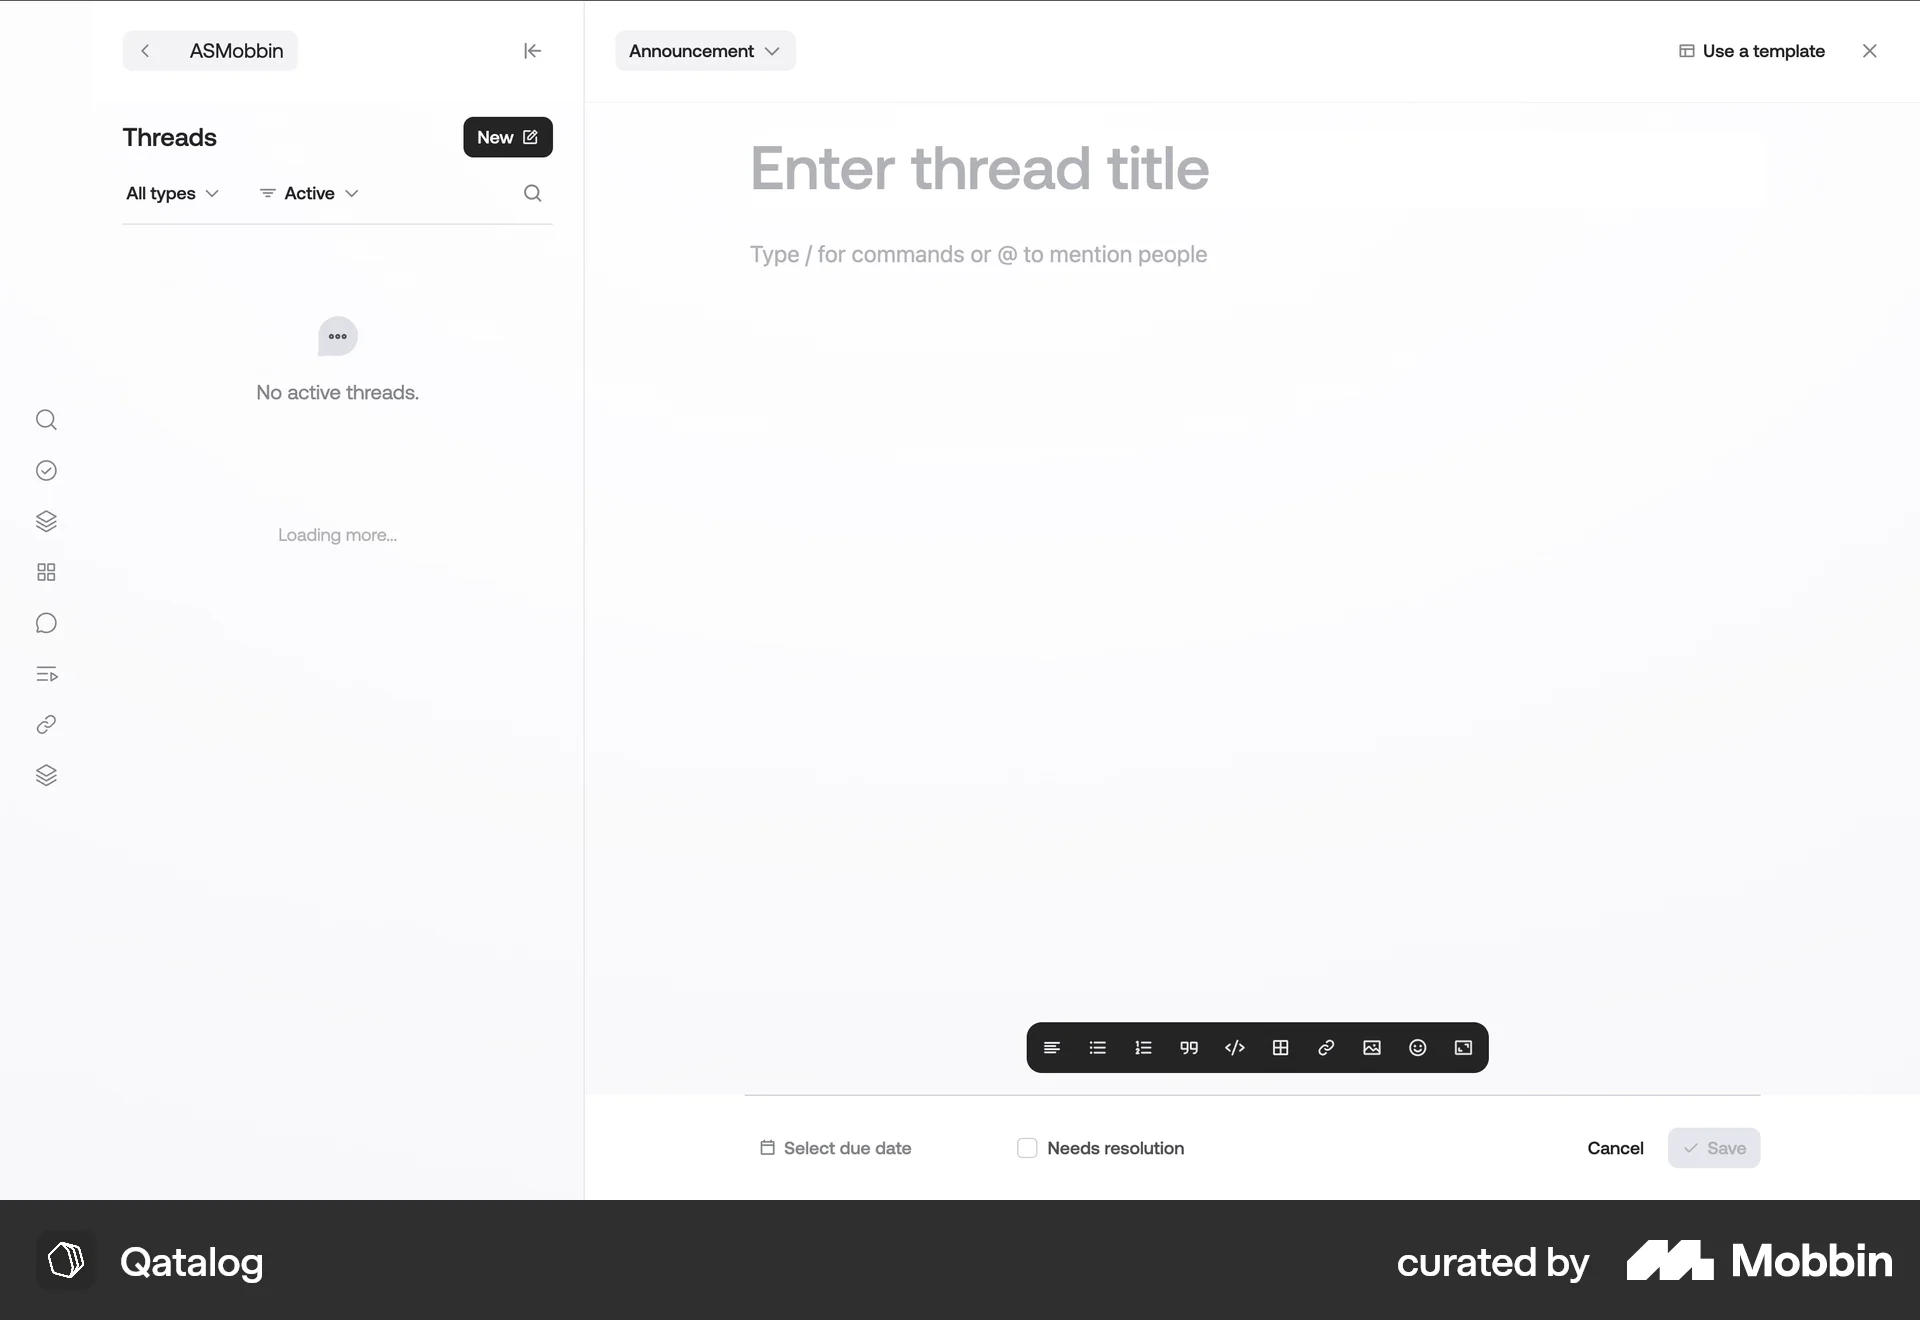 ASMobbin
Threads
New
All types
Active
No active threads.
Loading more...
Announcement
Use a template
Enter thread title
Type / for commands or @ to mention people
Select due date
Needs resolution
Cancel
Save
Qatalog
curated by
Mobbin